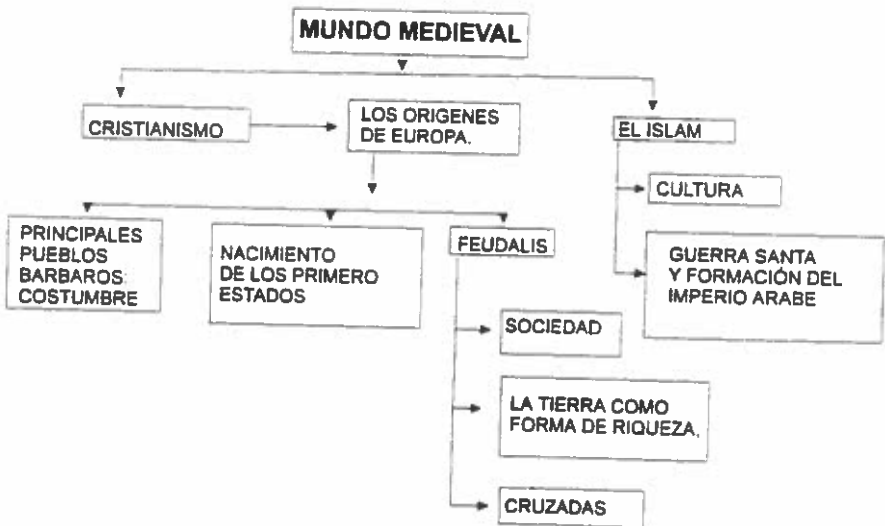 MUNDO MEDIEVAL
CRISTIANISMO
LOS ORIGENES
DE EUROPA.
EL ISLAM
CULTURA
GUERRA SANTA
Y FORMACIÓN DEL
IMPERIO ARABE
PRINCIPALES
PUEBLOS
BARBAROS:
COSTUMBRE
NACIMIENTO
DE LOS PRIMERO
ESTADOS
FEUDALIS
SOCIEDAD
LA TIERRA COMO
FORMA DE RIQUEZA.
CRUZADAS